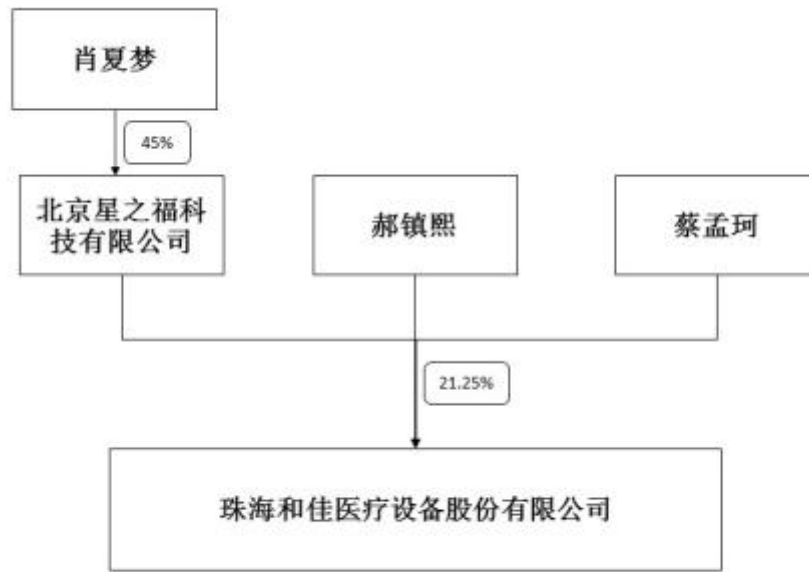 肖夏梦
45%
北京星之福科
技有限公司
郝镇熙
蔡孟珂
21.25%
珠海和佳医疗设备股份有限公司